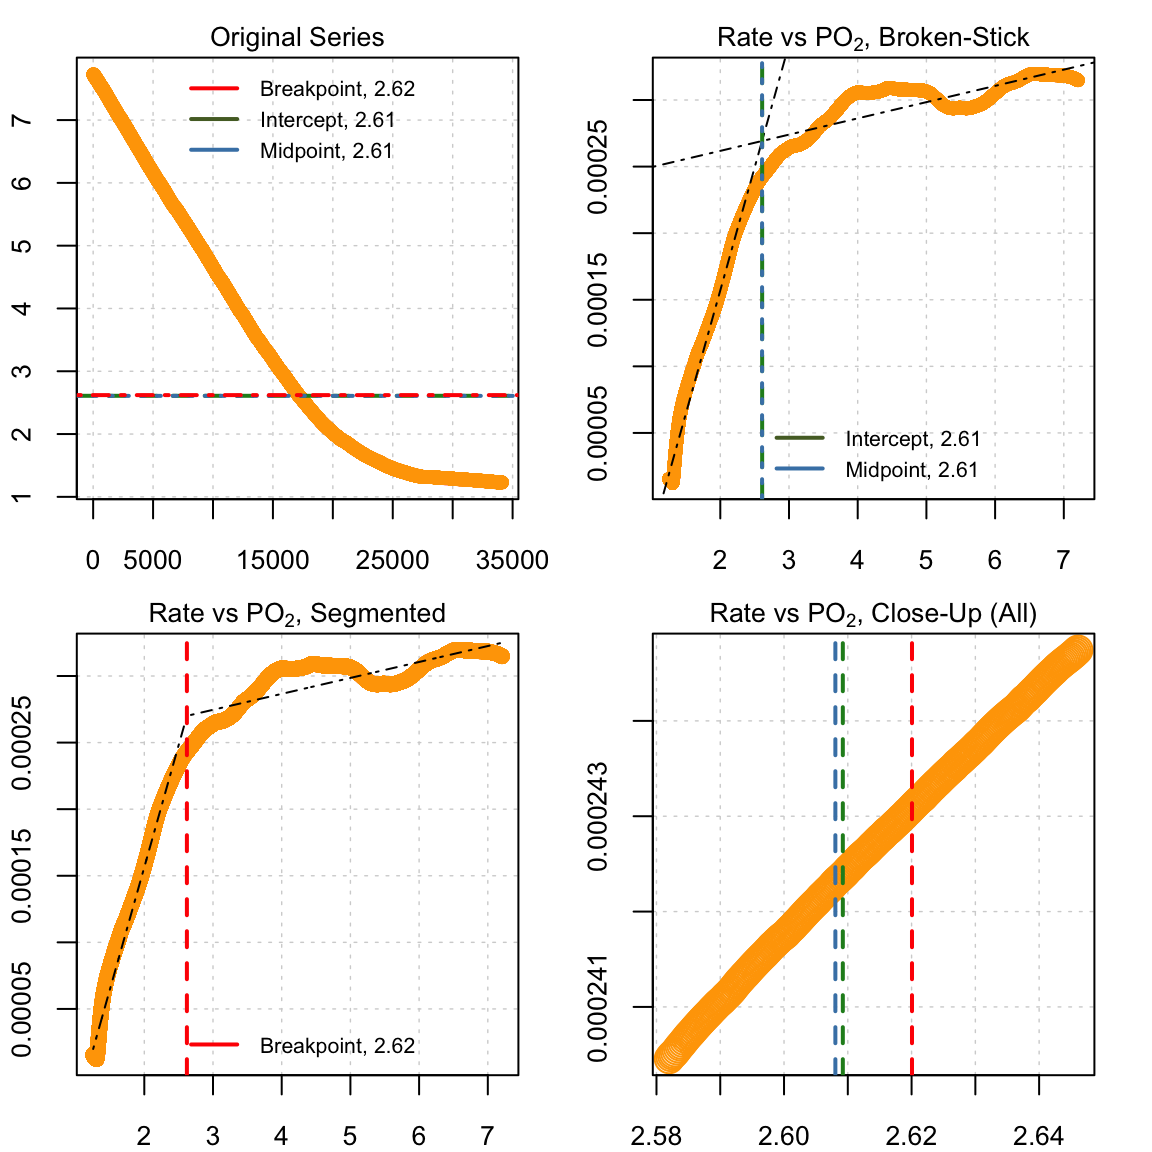 Original Series
Breakpoint, 2.62
Intercept, 2.61
Midpoint, 2.61
7
6
5
4
3
2
1
0 5000 15000 25000 35000
Rate vs PO₂, Broken-Stick
0.00025
0.00015
0.00005
Intercept, 2.61
Midpoint, 2.61
2 3 4 5 6 7
Rate vs PO₂, Segmented
0.00025
0.00015
0.00005
Breakpoint, 2.62
2 3 4 5 6 7
Rate vs PO₂, Close-Up (All)
0.000243
0.000241
2.58 2.60 2.62 2.64